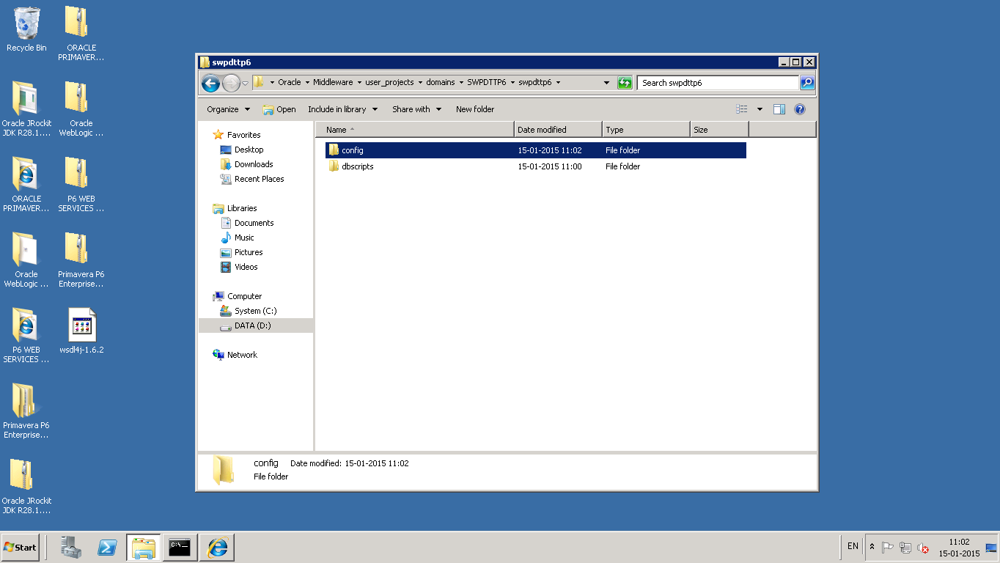 Recycle Bin
ORACLE
PRIMAVER...
Oracle JRockit
JDK R28.1....
Oracle
WebLogic ...
ORACLE
PRIMAVER...
P6 WEB
SERVICES ...
Oracle
WebLogic ...
Primavera P6
Enterprise...
P6 WEB
SERVICES ...
wsdl4j-1.6.2
Primavera P6
Enterprise...
Oracle JRockit
JDK R28.1....
swpdttp6
Oracle Middleware user_projects domains SWPDTTP6 swpdttp6
Search swpdttp6
Organize Open Include in library Share with New folder
Favorites
Desktop
Downloads
Recent Places
Libraries
Documents
Music
Pictures
Videos
Computer
System (C:)
DATA (D:)
Network
Name Date modified Type Size
config 15-01-2015 11:02 File folder
dbscripts 15-01-2015 11:00 File folder
config Date modified: 15-01-2015 11:02
File folder
Start
C:\
EN
11:02
15-01-2015